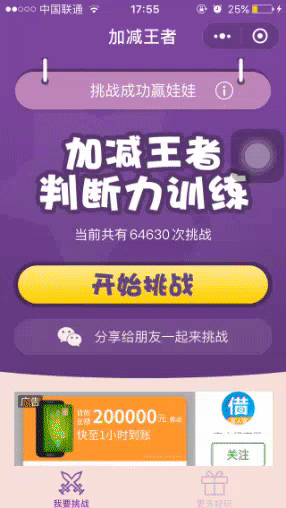 中国联通 17:55 25%
加减王者
挑战成功赢娃娃
加减王者
判断力训练
当前共有 64630 次挑战
开始挑战
分享给朋友一起来挑战
广告
200000元
快至1小时到账
借
关注
我要挑战
更多好玩